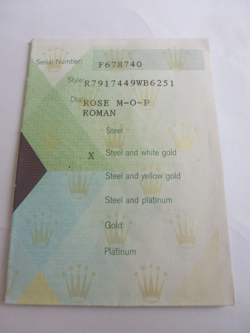 Serial Number F678740
Style R7917449WB6251
Dial ROSE M-O-P
ROMAN
Steel
X Steel and white gold
Steel and yellow gold
Steel and platinum
Gold
Platinum